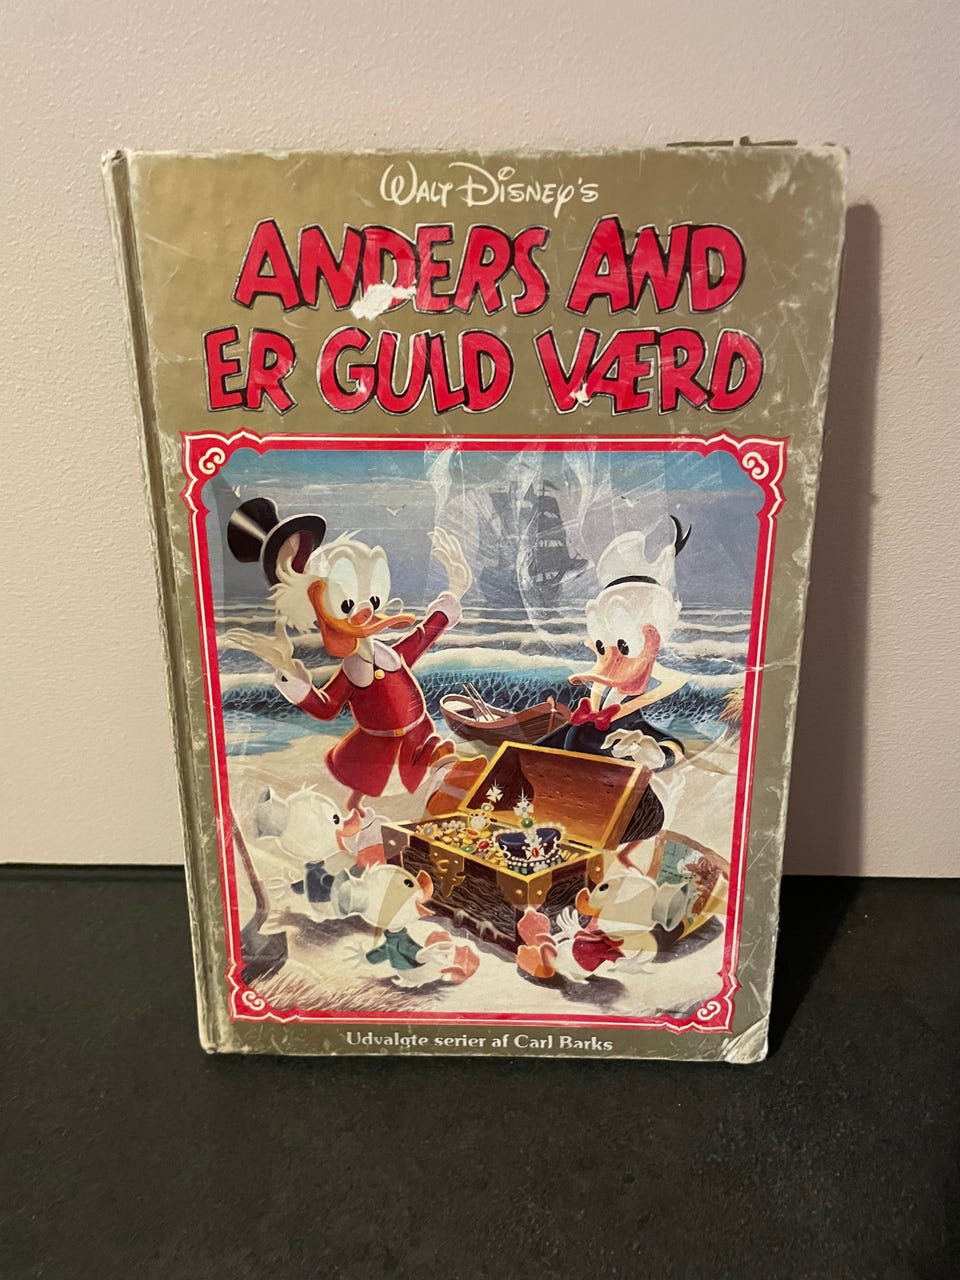 Walt Disney's
ANDERS AND
ER GULD VÆRD
Udvalgte serier af Carl Barks